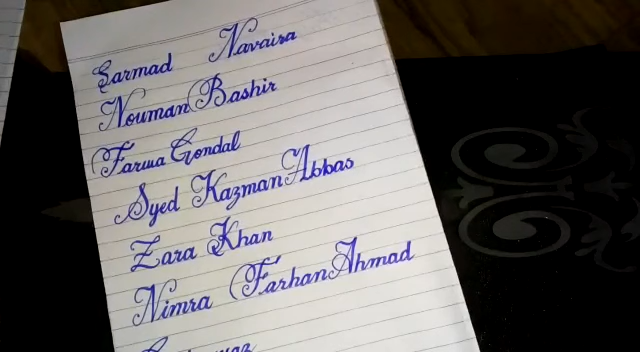 Sarmad Navaira
Nouman Bashir
Farwa Gondal
Syed Kazman Abbas
Zara Khan
Nimra Farhan Ahmad